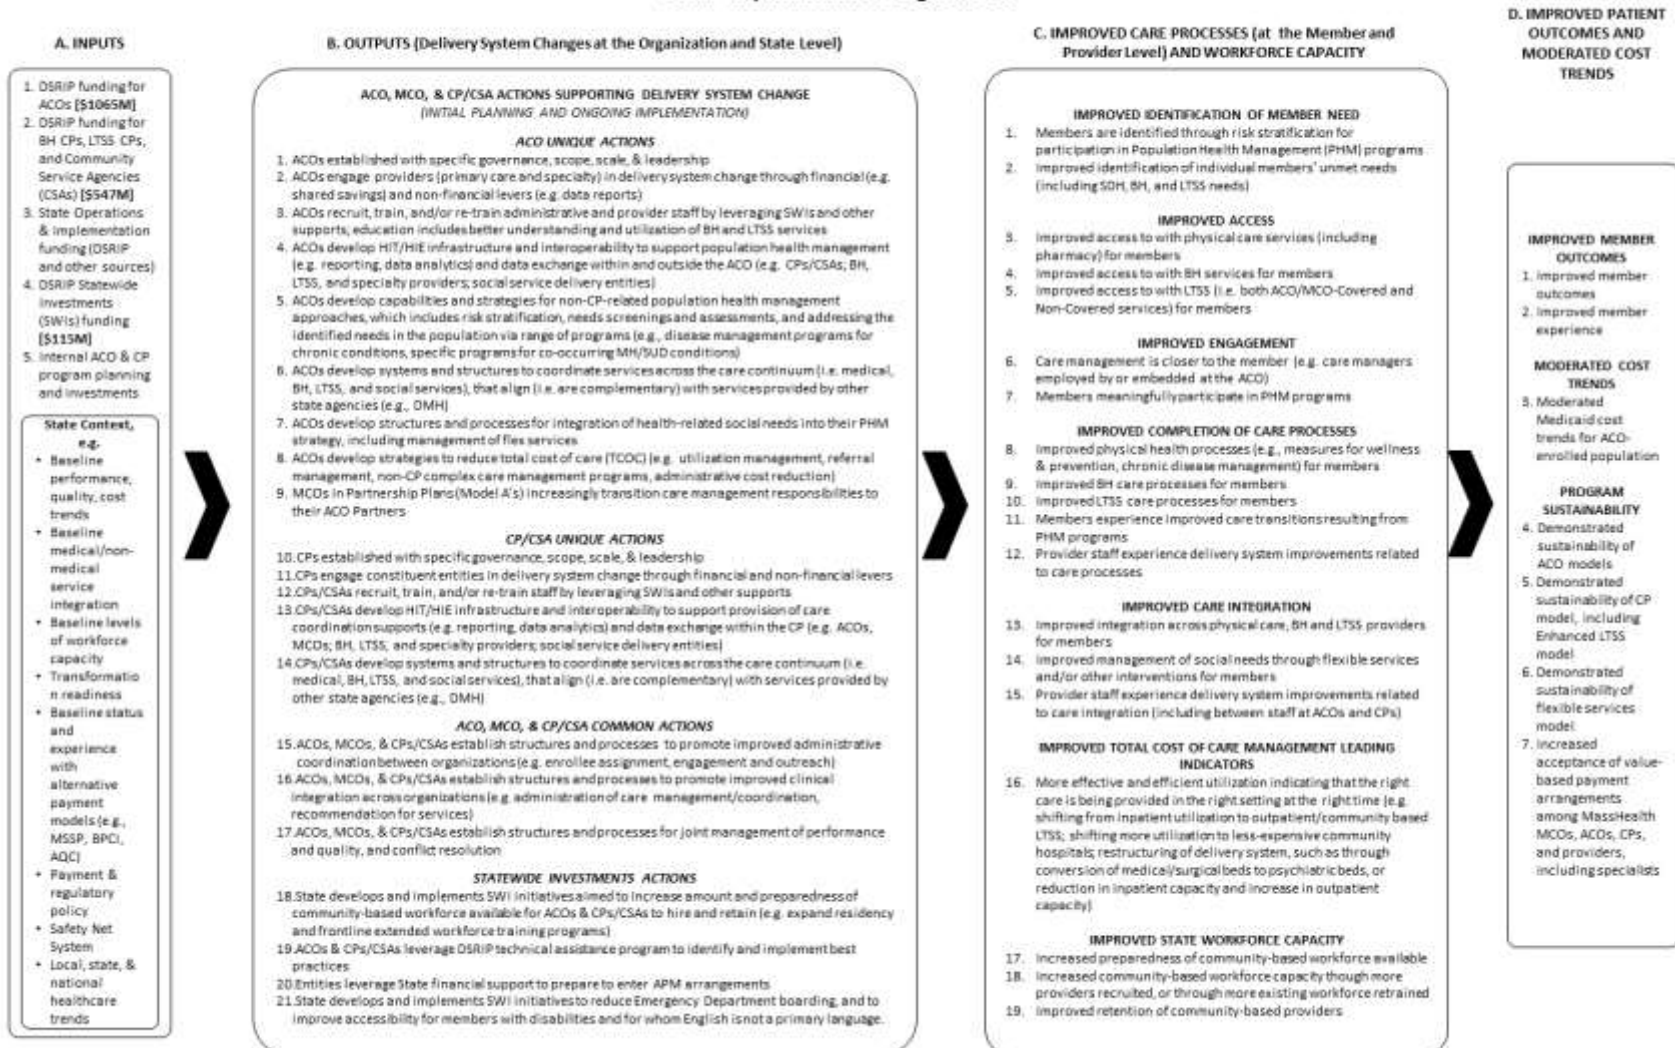 A. INPUTS
1. DSRIP funding for
ACOs [$1065M]
2. DSRIP funding for
BH CPs, LTSS CPs,
and Community
Service Agencies
(CSAs) [$547M]
3. State Operations
& Implementation
funding (DSRIP
and other sources)
4. DSRIP Statewide
Investments
(SWIs) funding
[$115M]
5. Internal ACO & CP
program planning
and investments
State Context,
e.g.
• Baseline
performance,
quality, cost
trends
• Baseline
medical/non-
medical
service
integration
• Baseline levels
of workforce
capacity
• Transformatio
n readiness
• Baseline status
and
experience
with
alternative
payment
models (e.g.,
MSSP, BPCI,
AQC)
• Payment &
regulatory
policy
• Safety Net
System
• Local, state, &
national
healthcare
trends
B. OUTPUTS (Delivery System Changes at the Organization and State Level)
ACO, MCO, & CP/CSA ACTIONS SUPPORTING DELIVERY SYSTEM CHANGE
(INITIAL PLANNING AND ONGOING IMPLEMENTATION)
ACO UNIQUE ACTIONS
1. ACOs established with specific governance, scope, scale, & leadership
2. ACOs engage providers (primary care and specialty) in delivery system change through financial (e.g.
shared savings) and non-financial levers (e.g. data reports)
3. ACOs recruit, train, and/or re-train administrative and provider staff by leveraging SWIs and other
supports; education includes better understanding and utilization of BH and LTSS services
4. ACOs develop HIT/HIE infrastructure and interoperability to support population health management
(e.g. reporting, data analytics) and data exchange within and outside the ACO (e.g. CPs/CSAs; BH,
LTSS, and specialty providers; social service delivery entities)
5. ACOs develop capabilities and strategies for non-CP-related population health management
approaches, which includes risk stratification, needs screenings and assessments, and addressing the
identified needs in the population via range of programs (e.g., disease management programs for
chronic conditions, specific programs for co-occurring MH/SUD conditions)
6. ACOs develop systems and structures to coordinate services across the care continuum (i.e. medical,
BH, LTSS, and social services), that align (i.e. are complementary) with services provided by other
state agencies (e.g., DMH)
7. ACOs develop structures and processes for integration of health-related social needs into their PHM
strategy, including management of flex services
8. ACOs develop strategies to reduce total cost of care (TCOC) (e.g. utilization management, referral
management, non-CP complex care management programs, administrative cost reduction)
9. MCOs in Partnership Plans (Model A's) increasingly transition care management responsibilities to
their ACO Partners
CP/CSA UNIQUE ACTIONS
10. CPs established with specific governance, scope, scale, & leadership
11. CPs engage constituent entities in delivery system change through financial and non-financial levers
12. CPs/CSAs recruit, train, and/or re-train staff by leveraging SWIs and other supports
13. CPs/CSAs develop HIT/HIE infrastructure and interoperability to support provision of care
coordination supports (e.g. reporting, data analytics) and data exchange within the CP (e.g. ACOs,
MCOs; BH, LTSS, and specialty providers; social service delivery entities)
14. CPs/CSAs develop systems and structures to coordinate services across the care continuum (i.e.
medical, BH, LTSS, and social services), that align (i.e. are complementary) with services provided by
other state agencies (e.g., DMH)
ACO, MCO, & CP/CSA COMMON ACTIONS
15. ACOs, MCOs, & CPs/CSAs establish structures and processes to promote improved administrative
coordination between organizations (e.g. enrollee assignment, engagement and outreach)
16. ACOs, MCOs, & CPs/CSAs establish structures and processes to promote improved clinical
integration across organizations (e.g. administration of care management/coordination,
recommendation for services)
17. ACOs, MCOs, & CPs/CSAs establish structures and processes for joint management of performance
and quality, and conflict resolution
STATEWIDE INVESTMENTS ACTIONS
18. State develops and implements SWI initiatives aimed to increase amount and preparedness of
community-based workforce available for ACOs & CPs/CSAs to hire and retain (e.g. expand residency
and frontline extended workforce training programs)
19. ACOs & CPs/CSAs leverage DSRIP technical assistance program to identify and implement best
practices
20. Entities leverage State financial support to prepare to enter APM arrangements
21. State develops and implements SWI initiatives to reduce Emergency Department boarding, and to
improve accessibility for members with disabilities and for whom English is not a primary language.
C. IMPROVED CARE PROCESSES (at the Member and
Provider Level) AND WORKFORCE CAPACITY
IMPROVED IDENTIFICATION OF MEMBER NEED
1. Members are identified through risk stratification for
participation in Population Health Management (PHM) programs
2. Improved identification of individual members' unmet needs
(including SDH, BH, and LTSS needs)
IMPROVED ACCESS
3. Improved access to with physical care services (including
pharmacy) for members
4. Improved access to with BH services for members
5. Improved access to with LTSS (i.e. both ACO/MCO-Covered and
Non-Covered services) for members
IMPROVED ENGAGEMENT
6. Care management is closer to the member (e.g. care managers
employed by or embedded at the ACO)
7. Members meaningfully participate in PHM programs
IMPROVED COMPLETION OF CARE PROCESSES
8. Improved physical health processes (e.g., measures for wellness
& prevention, chronic disease management) for members
9. Improved BH care processes for members
10. Improved LTSS care processes for members
11. Members experience improved care transitions resulting from
PHM programs
12. Provider staff experience delivery system improvements related
to care processes
IMPROVED CARE INTEGRATION
13. Improved integration across physical care, BH and LTSS providers
for members
14. Improved management of social needs through flexible services
and/or other interventions for members
15. Provider staff experience delivery system improvements related
to care integration (including between staff at ACOs and CPs)
IMPROVED TOTAL COST OF CARE MANAGEMENT LEADING
INDICATORS
16. More effective and efficient utilization indicating that the right
care is being provided in the right setting at the right time (e.g.
shifting from inpatient utilization to outpatient/community based
LTSS; shifting more utilization to less-expensive community
hospitals; restructuring of delivery system, such as through
conversion of medical/surgical beds to psychiatric beds, or
reduction in inpatient capacity and increase in outpatient
capacity)
IMPROVED STATE WORKFORCE CAPACITY
17. Increased preparedness of community-based workforce available
18. Increased community-based workforce capacity though more
providers recruited, or through more existing workforce retrained
19. Improved retention of community-based providers
D. IMPROVED PATIENT
OUTCOMES AND
MODERATED COST
TRENDS
IMPROVED MEMBER
OUTCOMES
1. Improved member
outcomes
2. Improved member
experience
MODERATED COST
TRENDS
3. Moderated
Medicaid cost
trends for ACO-
enrolled population
PROGRAM
SUSTAINABILITY
4. Demonstrated
sustainability of
ACO models
5. Demonstrated
sustainability of CP
model, including
Enhanced LTSS
model
6. Demonstrated
sustainability of
flexible services
model
7. Increased
acceptance of value-
based payment
arrangements
among MassHealth
MCOs, ACOs, CPs,
and providers,
including specialists